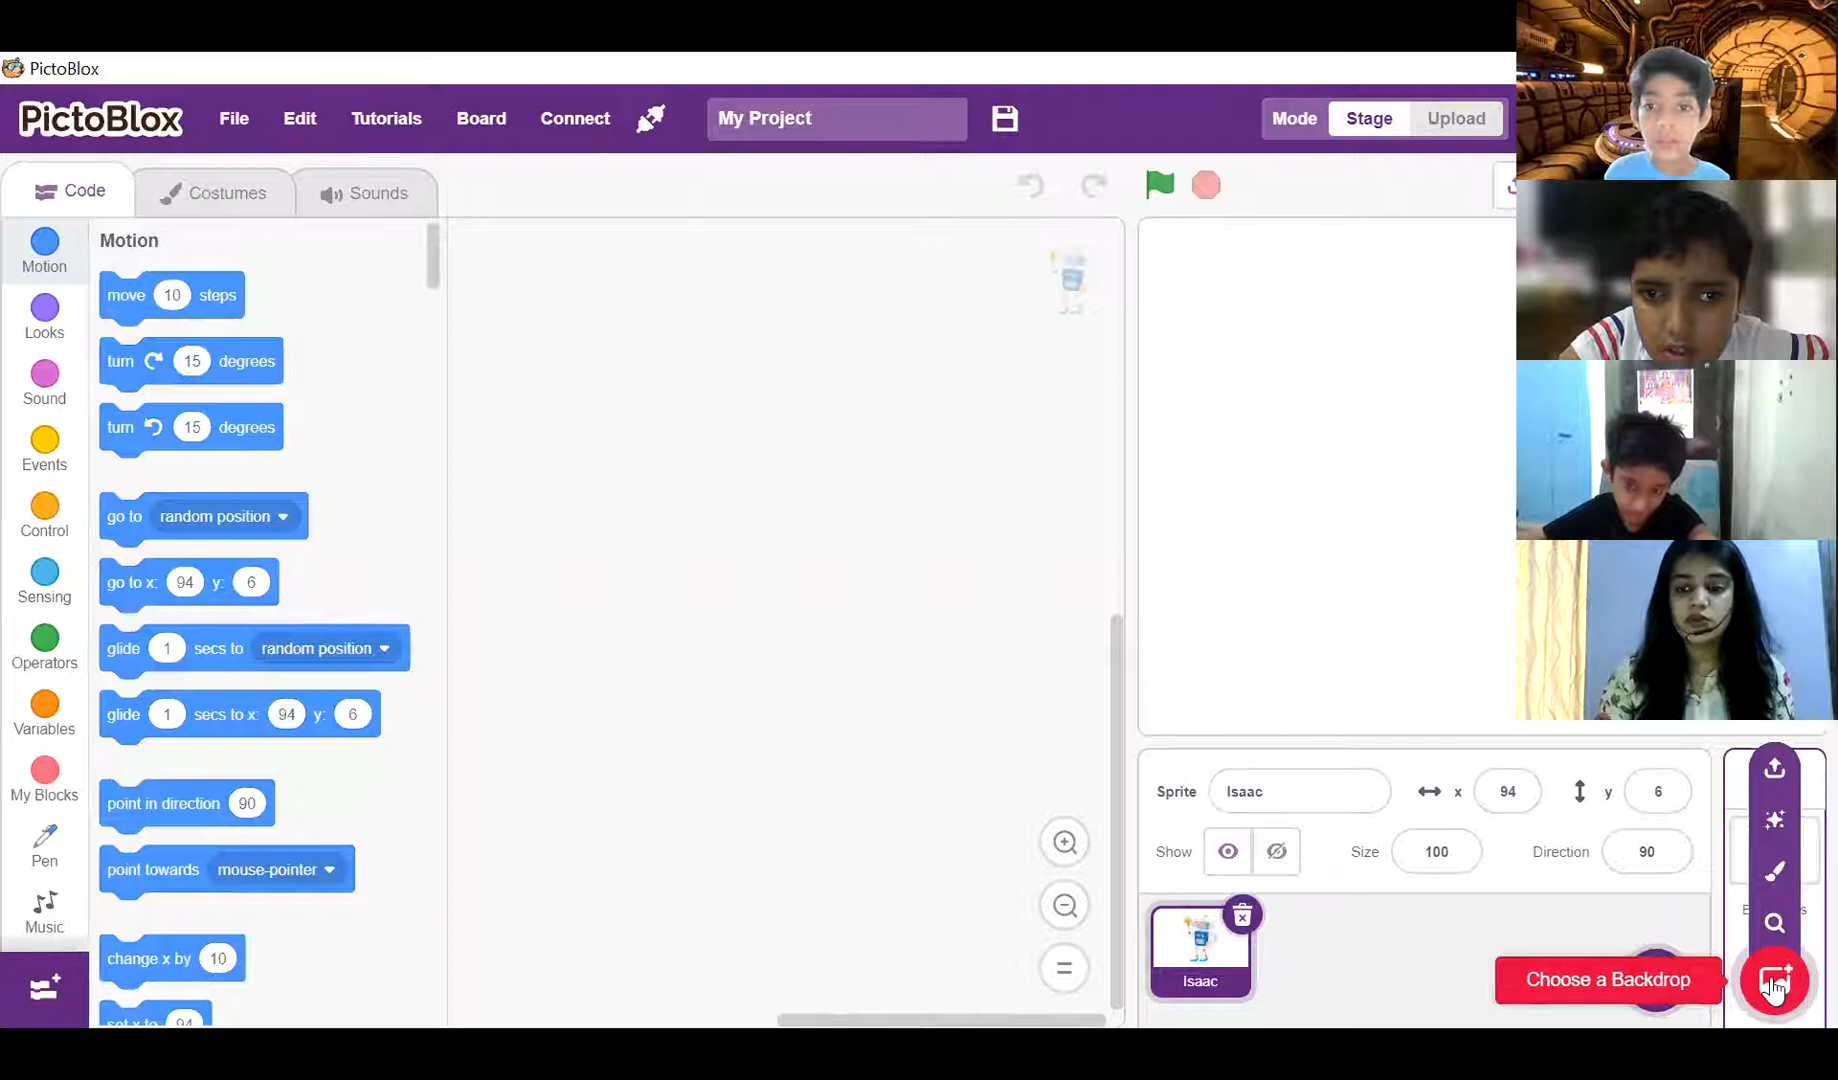 PictoBlox
PictoBlox File Edit Tutorials Board Connect My Project Mode Stage Upload
Code Costumes Sounds
Motion
Looks
Sound
Events
Control
Sensing
Operators
Variables
My Blocks
Pen
Music
Motion
move 10 steps
turn 15 degrees
turn 15 degrees
go to random position
go to x: 94 y: 6
glide 1 secs to random position
glide 1 secs to x: 94 y: 6
point in direction 90
point towards mouse-pointer
change x by 10
set x to 94
Sprite Isaac x 94 y 6
Show Size 100 Direction 90
Isaac
Choose a Backdrop